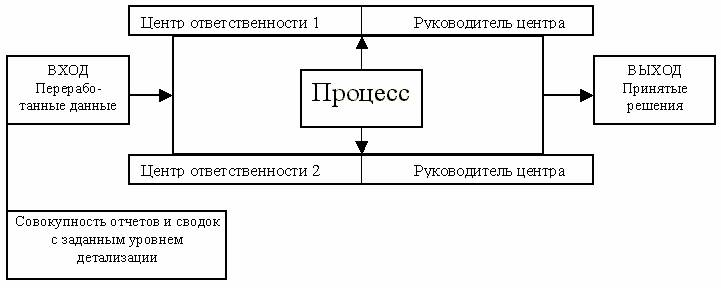 Центр ответственности 1 Руководитель центра
ВХОД
Перерабо-
танные данные
Процесс
ВЫХОД
Принятые
решения
Центр ответственности 2 Руководитель центра
Совокупность отчетов и сводок
с заданным уровнем
детализации